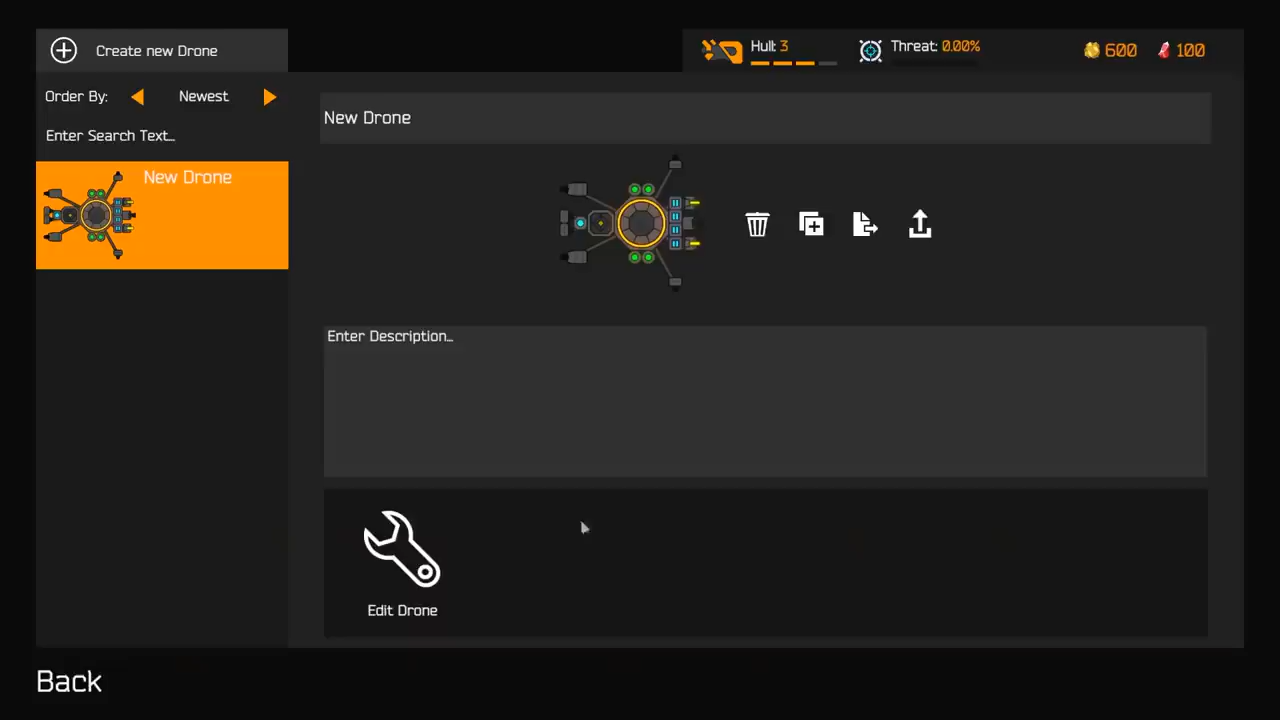 Create new Drone
Hull: 3
Threat: 0.00%
600
100
Order By:
Newest
Enter Search Text...
New Drone
New Drone
Enter Description...
Edit Drone
Back